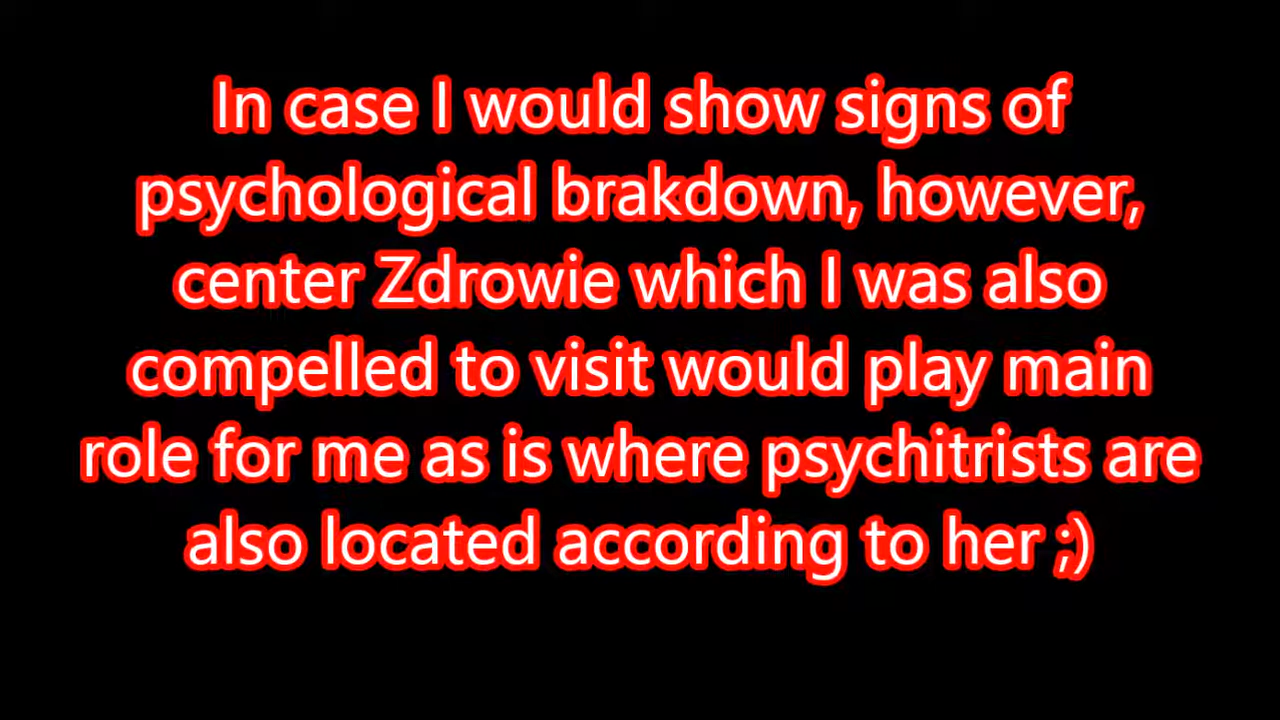 In case I would show signs of
psychological brakdown, however,
center Zdrowie which I was also
compelled to visit would play main
role for me as is where psychitrists are
also located according to her ;)